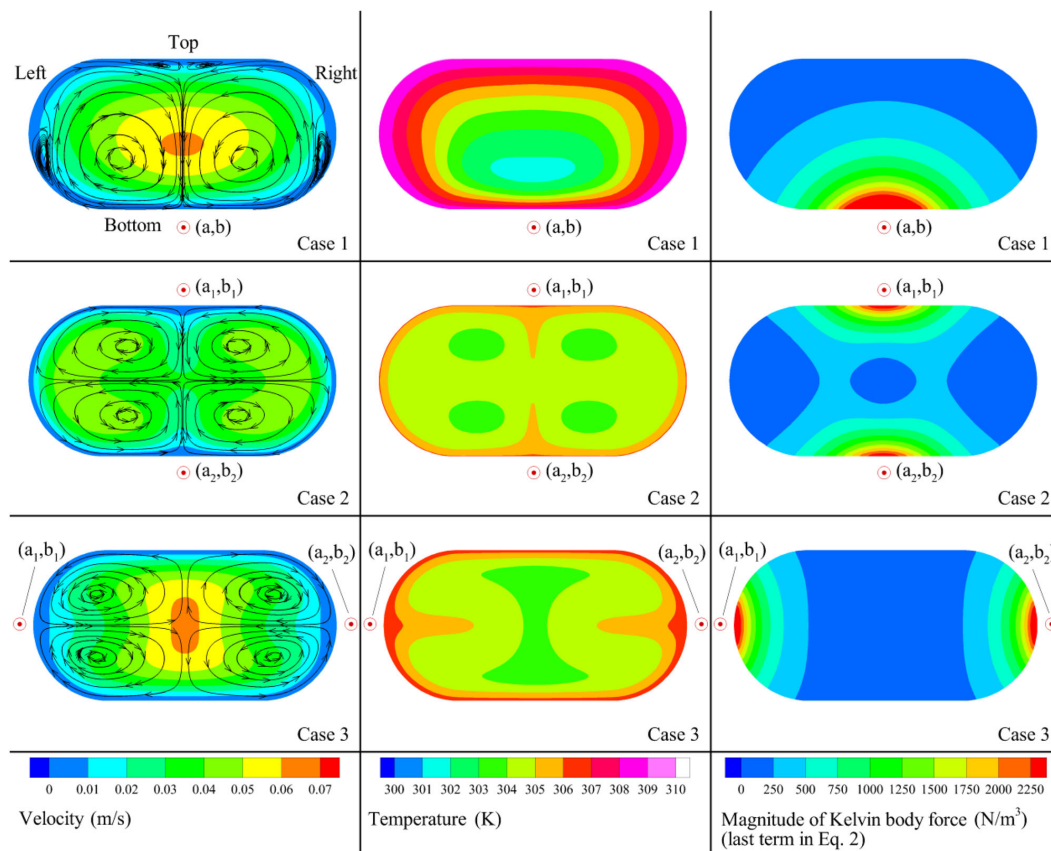 Top
Left
Right
Bottom
(a,b)
Case 1
(a,b)
Case 1
(a,b)
Case 1
(a₁,b₁)
(a₂,b₂)
Case 2
(a₁,b₁)
(a₂,b₂)
Case 2
(a₁,b₁)
(a₂,b₂)
Case 2
(a₁,b₁)
(a₂,b₂)
Case 3
(a₁,b₁)
(a₂,b₂)
Case 3
(a₁,b₁)
(a₂,b₂)
Case 3
0 0.01 0.02 0.03 0.04 0.05 0.06 0.07
Velocity (m/s)
300 301 302 303 304 305 306 307 308 309 310
Temperature (K)
0 250 500 750 1000 1250 1500 1750 2000 2250
Magnitude of Kelvin body force (N/m³)
(last term in Eq. 2)